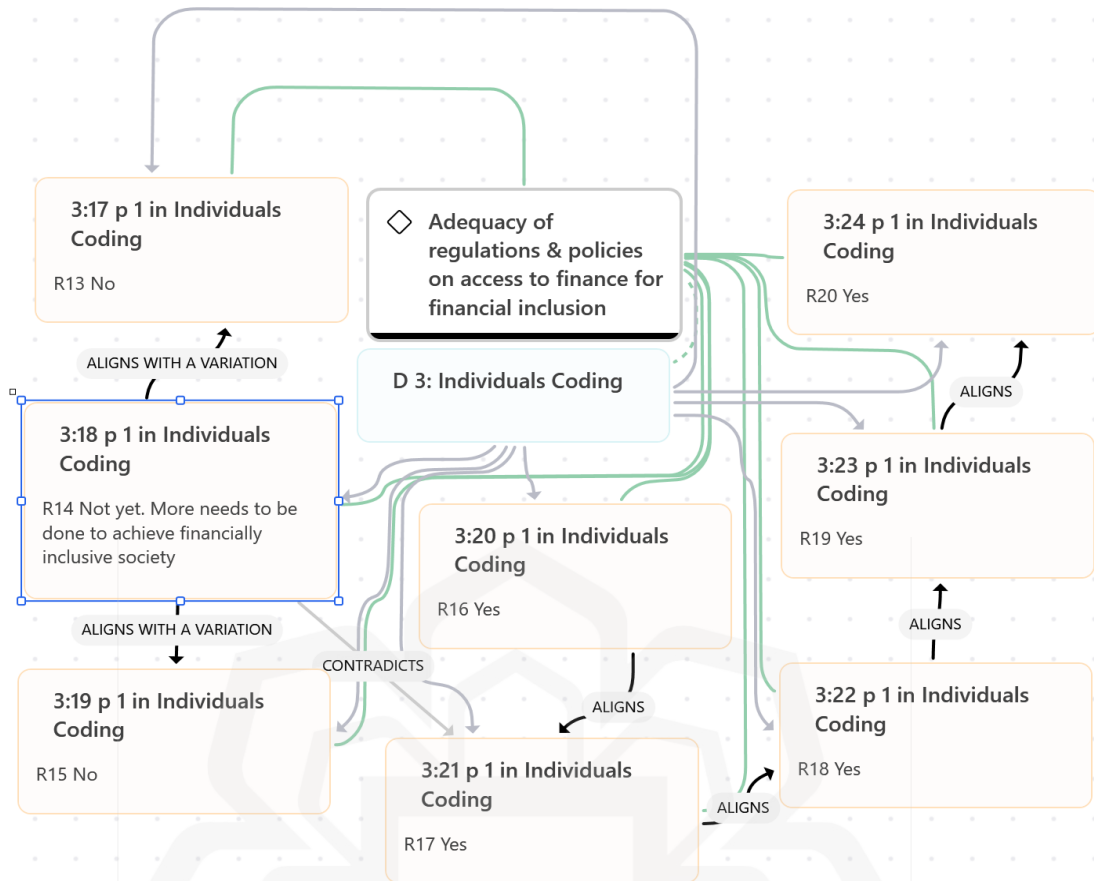 3:17 p 1 in Individuals
Coding
R13 No
Adequacy of
regulations & policies
on access to finance for
financial inclusion
3:24 p 1 in Individuals
Coding
R20 Yes
ALIGNS WITH A VARIATION
D 3: Individuals Coding
ALIGNS
3:18 p 1 in Individuals
Coding
R14 Not yet. More needs to be
done to achieve financially
inclusive society
3:23 p 1 in Individuals
Coding
R19 Yes
3:20 p 1 in Individuals
Coding
R16 Yes
ALIGNS WITH A VARIATION
ALIGNS
CONTRADICTS
3:19 p 1 in Individuals
Coding
R15 No
ALIGNS
3:22 p 1 in Individuals
Coding
R18 Yes
3:21 p 1 in Individuals
Coding
R17 Yes
ALIGNS